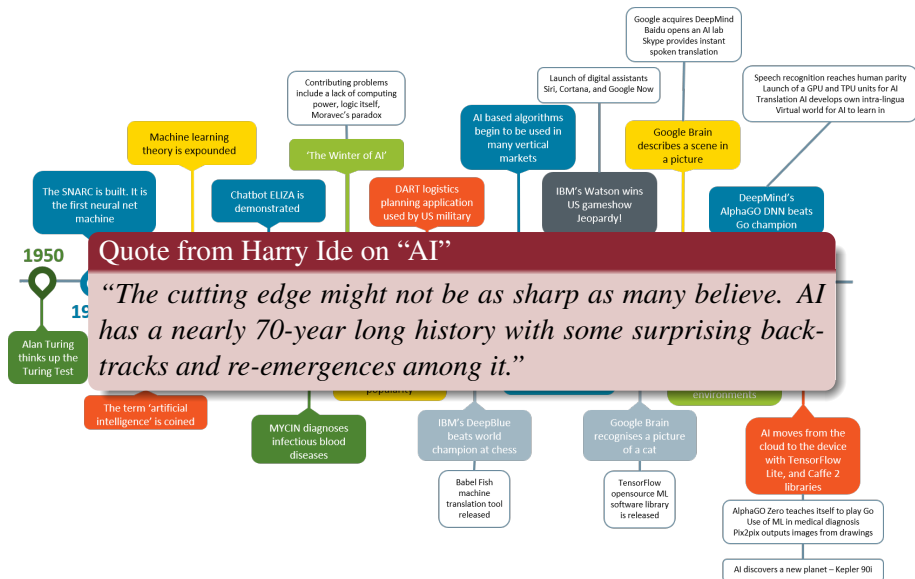 Google acquires DeepMind
Baidu opens an AI lab
Skype provides instant
spoken translation
Contributing problems
include a lack of computing
power, logic itself,
Moravec's paradox
Launch of digital assistants
Siri, Cortana, and Google Now
Speech recognition reaches human parity
Launch of a GPU and TPU units for AI
Translation AI develops own intra-lingua
Virtual world for AI to learn in
Machine learning
theory is expounded
'The Winter of AI'
AI based algorithms
begin to be used in
many vertical
markets
Google Brain
describes a scene in
a picture
The SNARC is built. It is
the first neural net
machine
Chatbot ELIZA is
demonstrated
DART logistics
planning application
used by US military
IBM's Watson wins
US gameshow
Jeopardy!
DeepMind's
AlphaGO DNN beats
Go champion
1950
Quote from Harry Ide on “AI”
“The cutting edge might not be as sharp as many believe. AI
has a nearly 70-year long history with some surprising back-
tracks and re-emergences among it.”
Alan Turing
thinks up the
Turing Test
The term 'artificial
intelligence' is coined
popularity
environments
MYCIN diagnoses
infectious blood
diseases
IBM's DeepBlue
beats world
champion at chess
Google Brain
recognises a picture
of a cat
AI moves from the
cloud to the device
with TensorFlow
Lite, and Caffe 2
libraries
Babel Fish
machine
translation tool
released
TensorFlow
opensource ML
software library
is released
AlphaGO Zero teaches itself to play Go
Use of ML in medical diagnosis
Pix2pix outputs images from drawings
AI discovers a new planet – Kepler 90i